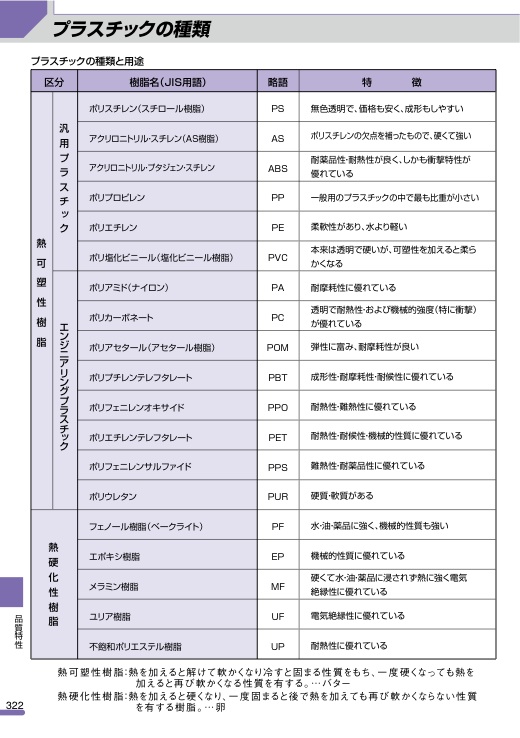 プラスチックの種類
プラスチックの種類と用途
区分 樹脂名（JIS用語） 略語 特　徴
熱可塑性樹脂
汎用プラスチック
ポリスチレン（スチロール樹脂） PS 無色透明で、価格も安く、成形もしやすい
アクリロニトリル・スチレン（AS樹脂） AS ポリスチレンの欠点を補ったもので、硬くて強い
アクリロニトリル・ブタジェン・スチレン ABS 耐薬品性・耐熱性が良く、しかも衝撃特性が
優れている
ポリプロピレン PP 一般用のプラスチックの中で最も比重が小さい
ポリエチレン PE 柔軟性があり、水より軽い
ポリ塩化ビニール（塩化ビニール樹脂） PVC 本来は透明で硬いが、可塑性を加えると柔ら
かくなる
エンジニアリングプラスチック
ポリアミド（ナイロン） PA 耐摩耗性に優れている
ポリカーボネート PC 透明で耐熱性・および機械的強度（特に衝撃）
が優れている
ポリアセタール（アセタール樹脂） POM 弾性に富み、耐摩耗性が良い
ポリブチレンテレフタレート PBT 成形性・耐摩耗性・耐候性に優れている
ポリフェニレンオキサイド PPO 耐熱性・難熱性に優れている
ポリエチレンテレフタレート PET 耐熱性・耐候性・機械的性質に優れている
ポリフェニレンサルファイド PPS 難熱性・耐薬品性に優れている
ポリウレタン PUR 硬質・軟質がある
熱硬化性樹脂
フェノール樹脂（ベークライト） PF 水・油・薬品に強く、機械的性質も強い
エポキシ樹脂 EP 機械的性質に優れている
メラミン樹脂 MF 硬くて水・油・薬品に浸されず熱に強く電気
絶縁性に優れている
ユリア樹脂 UF 電気絶縁性に優れている
不飽和ポリエステル樹脂 UP 耐熱性に優れている
熱可塑性樹脂：熱を加えると解けて軟かくなり冷すと固まる性質をもち、一度硬くなっても熱を
加えると再び軟かくなる性質を有する。…バター
熱硬化性樹脂：熱を加えると硬くなり、一度固まると後で熱を加えても再び軟かくならない性質
を有する樹脂。…卵
品質特性
322